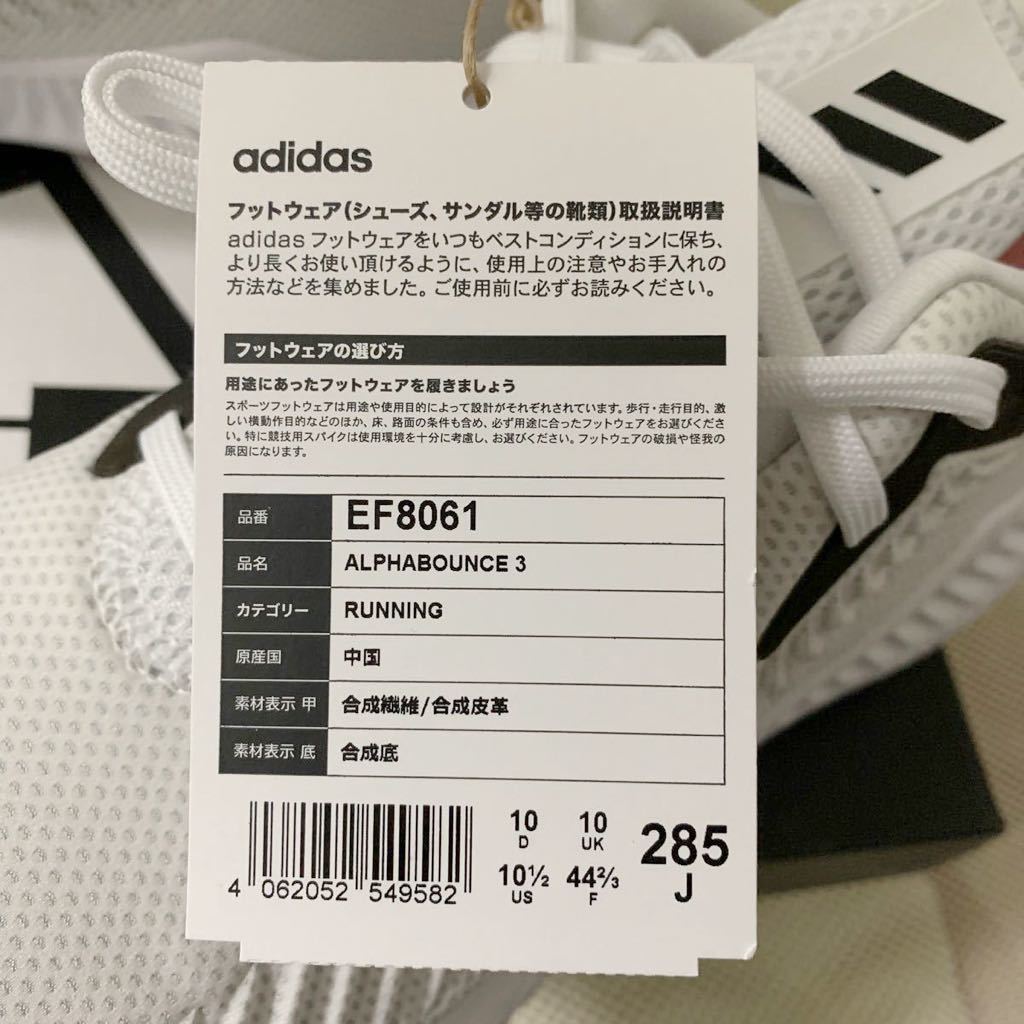 adidas
フットウェア(シューズ、サンダル等の靴類)取扱説明書
adidas フットウェアをいつもベストコンディションに保ち、
より長くお使い頂けるように、使用上の注意やお手入れの
方法などを集めました。ご使用前に必ずお読みください。
フットウェアの選び方
用途にあったフットウェアを履きましょう
スポーツフットウェアは用途や使用目的によって設計がそれぞれされています。歩行・走行目的、激
しい横動作目的などのほか、床、路面の条件も含め、必ず用途に合ったフットウェアをお選びくださ
い。特に競技用スパイクは使用環境を十分に考慮し、お選びください。フットウェアの破損や怪我の
原因になります。
品番 EF8061
品名 ALPHABOUNCE 3
カテゴリー RUNNING
原産国 中国
素材表示 甲 合成繊維/合成皮革
素材表示 底 合成底
4 062052 549582
10 D
10 UK
10½ US
44⅔ F
285 J